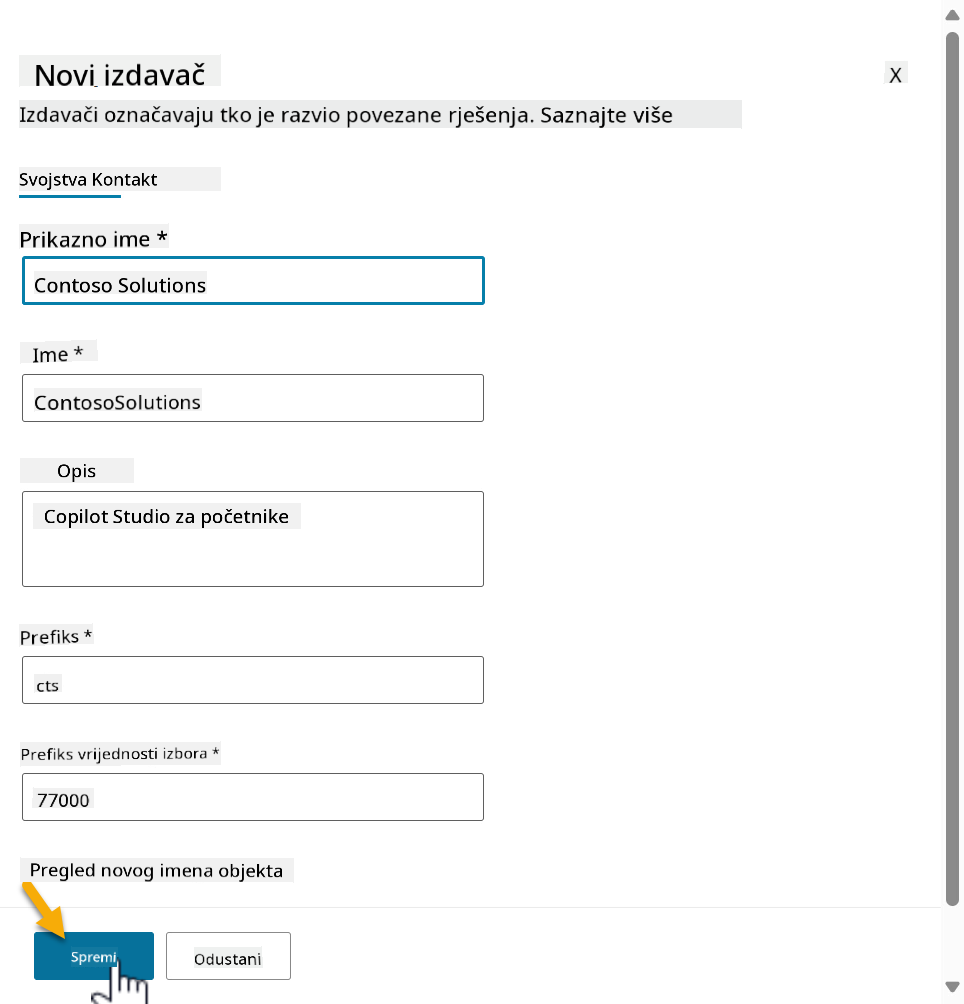 Novi izdavač
X
Izdavači označavaju tko je razvio povezane rješenja. Saznajte više
Svojstva Kontakt
Prikazno ime *
Contoso Solutions
Ime *
ContosoSolutions
Opis
Copilot Studio za početnike
Prefiks *
cts
Prefiks vrijednosti izbora *
77000
Pregled novog imena objekta
Spremi
Odustani